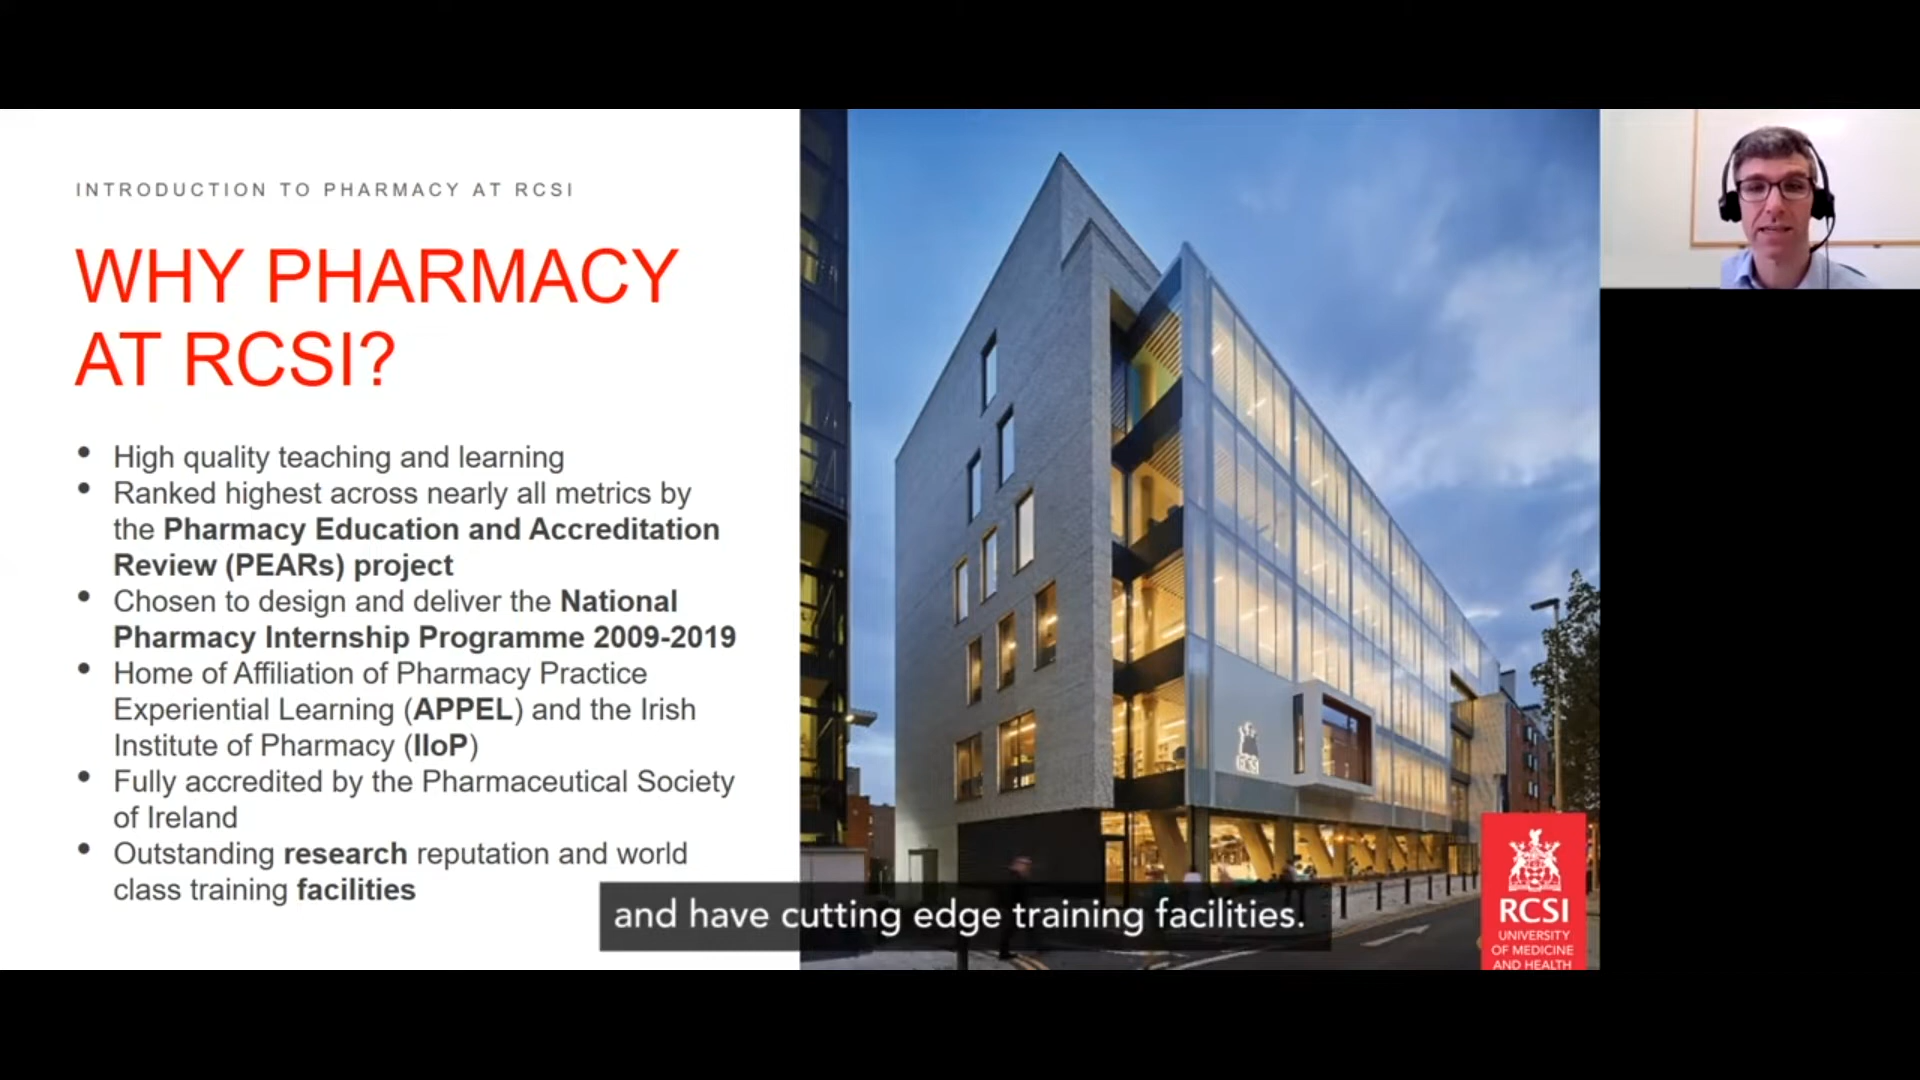 INTRODUCTION TO PHARMACY AT RCSI
WHY PHARMACY
AT RCSI?
• High quality teaching and learning
• Ranked highest across nearly all metrics by
the Pharmacy Education and Accreditation
Review (PEARs) project
• Chosen to design and deliver the National
Pharmacy Internship Programme 2009-2019
• Home of Affiliation of Pharmacy Practice
Experiential Learning (APPEL) and the Irish
Institute of Pharmacy (IIoP)
• Fully accredited by the Pharmaceutical Society
of Ireland
• Outstanding research reputation and world
class training facilities
RCSI
and have cutting edge training facilities.
RCSI
UNIVERSITY
OF MEDICINE
AND HEALTH